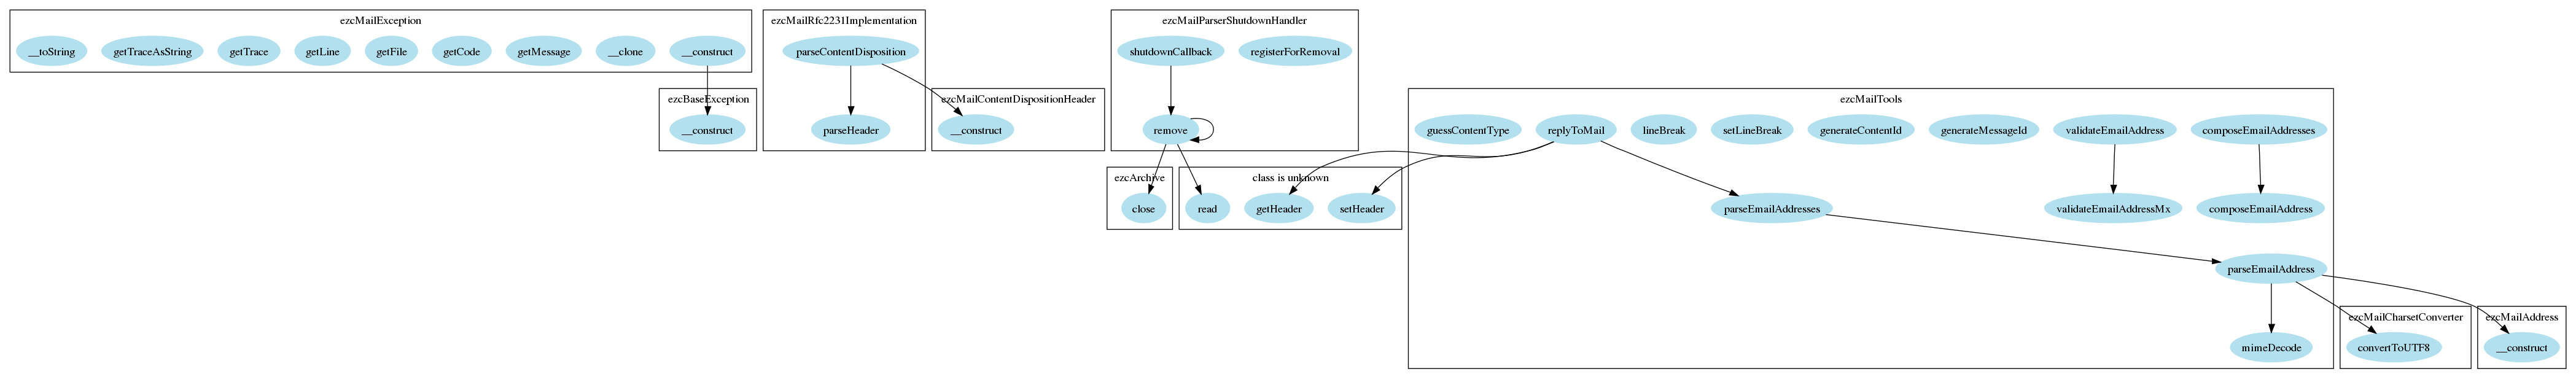 ezcMailException
__toString
getTraceAsString
getTrace
getLine
getFile
getCode
getMessage
__clone
__construct
ezcBaseException
__construct
ezcMailRfc2231Implementation
parseContentDisposition
parseHeader
ezcMailContentDispositionHeader
__construct
ezcMailParserShutdownHandler
shutdownCallback
registerForRemoval
remove
ezcArchive
close
class is unknown
read
getHeader
setHeader
ezcMailTools
guessContentType
replyToMail
lineBreak
setLineBreak
generateContentId
generateMessageId
validateEmailAddress
composeEmailAddresses
parseEmailAddresses
validateEmailAddressMx
composeEmailAddress
parseEmailAddress
mimeDecode
ezcMailCharsetConverter
convertToUTF8
ezcMailAddress
__construct